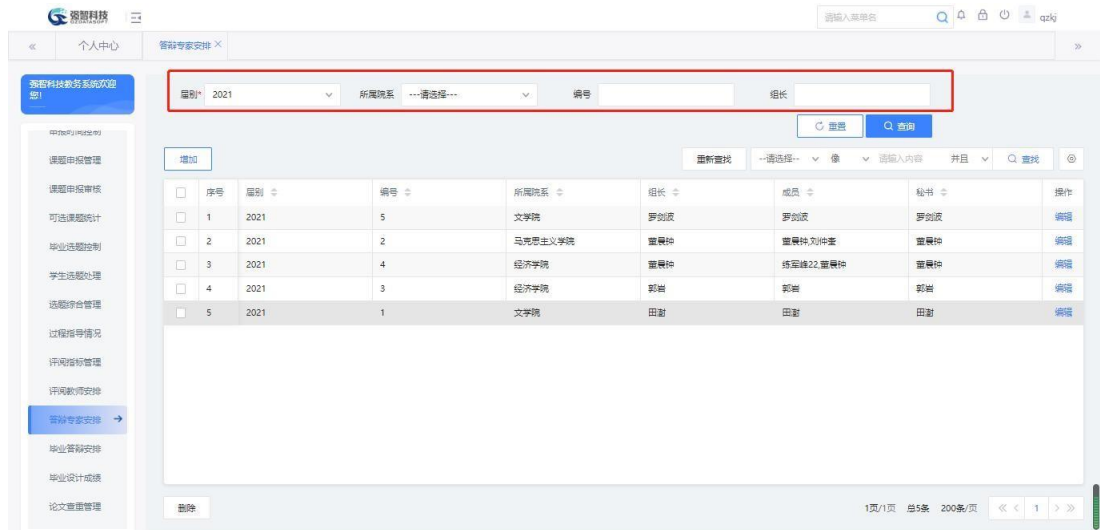 强智科技
QZDATASOFT
请输入菜单名
qzkj
个人中心
答辩专家安排
强智科技教务系统欢迎
您!
届别* 2021 所属院系 ---请选择--- 编号 组长
重置 查询
申报时间控制
课题申报管理
课题申报审核
可选课题统计
毕业选题控制
学生选题处理
选题综合管理
过程指导情况
评阅指标管理
评阅教师安排
答辩专家安排
毕业答辩安排
毕业设计成绩
论文查重管理
增加 重新查找 --请选择-- 像 请输入内容 并且 查找
序号 届别 编号 所属院系 组长 成员 秘书 操作
1 2021 5 文学院 罗剑波 罗剑波 罗剑波 编辑
2 2021 2 马克思主义学院 董晨钟 董晨钟,刘仲奎 董晨钟 编辑
3 2021 4 经济学院 董晨钟 练军峰22,董晨钟 董晨钟 编辑
4 2021 3 经济学院 郭岩 郭岩 郭岩 编辑
5 2021 1 文学院 田澍 田澍 田澍 编辑
删除 1页/1页 总5条 200条/页 1